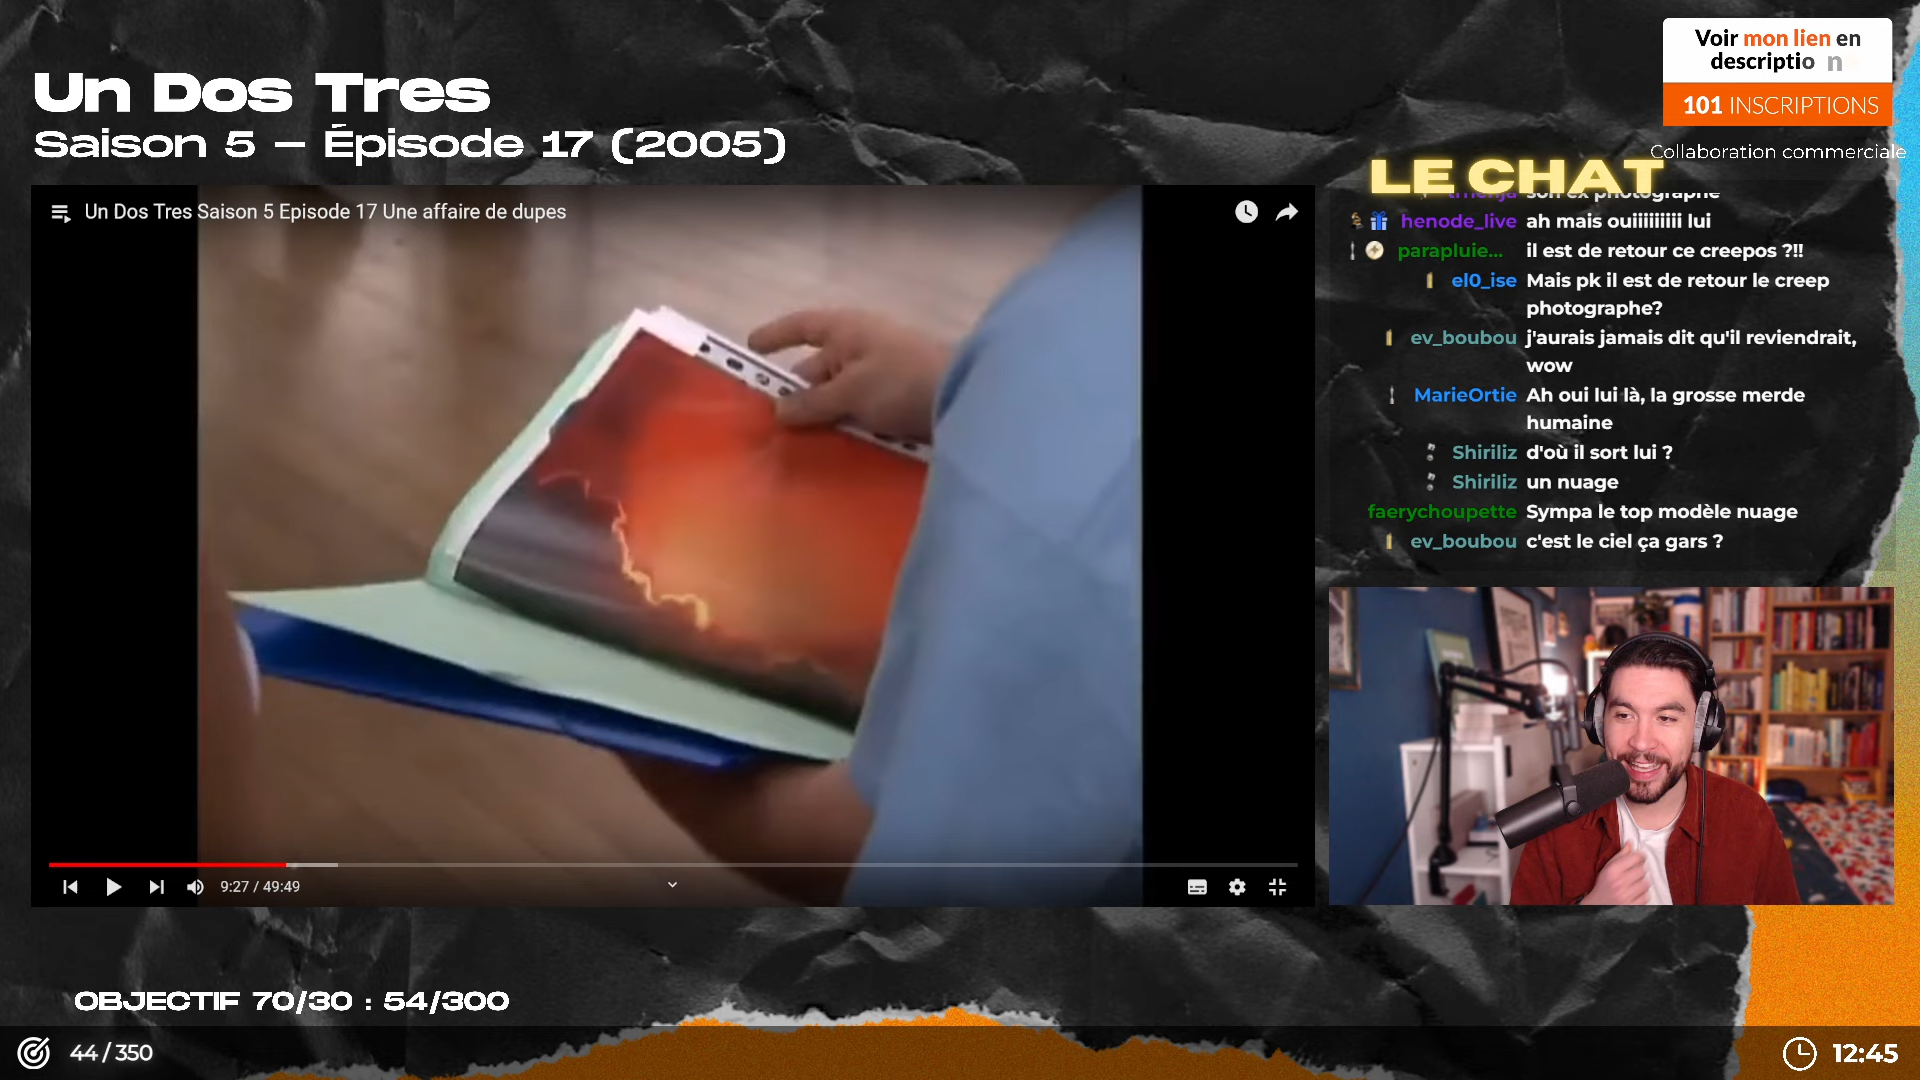 Un Dos Tres
Saison 5 – Épisode 17 (2005)
Voir mon lien en
description
101 INSCRIPTIONS
Collaboration commerciale
LE CHAT
Un Dos Tres Saison 5 Episode 17 Une affaire de dupes
son ex photographe
henode_live ah mais ouiiiiiiiii lui
parapluie... il est de retour ce creepos ?!!
el0_ise Mais pk il est de retour le creep
photographe?
ev_boubou j'aurais jamais dit qu'il reviendrait,
wow
MarieOrtie Ah oui lui là, la grosse merde
humaine
Shiriliz d'où il sort lui ?
Shiriliz un nuage
faerychoupette Sympa le top modèle nuage
ev_boubou c'est le ciel ça gars ?
9:27 / 49:49
OBJECTIF 70/30 : 54/300
44 / 350
12:45